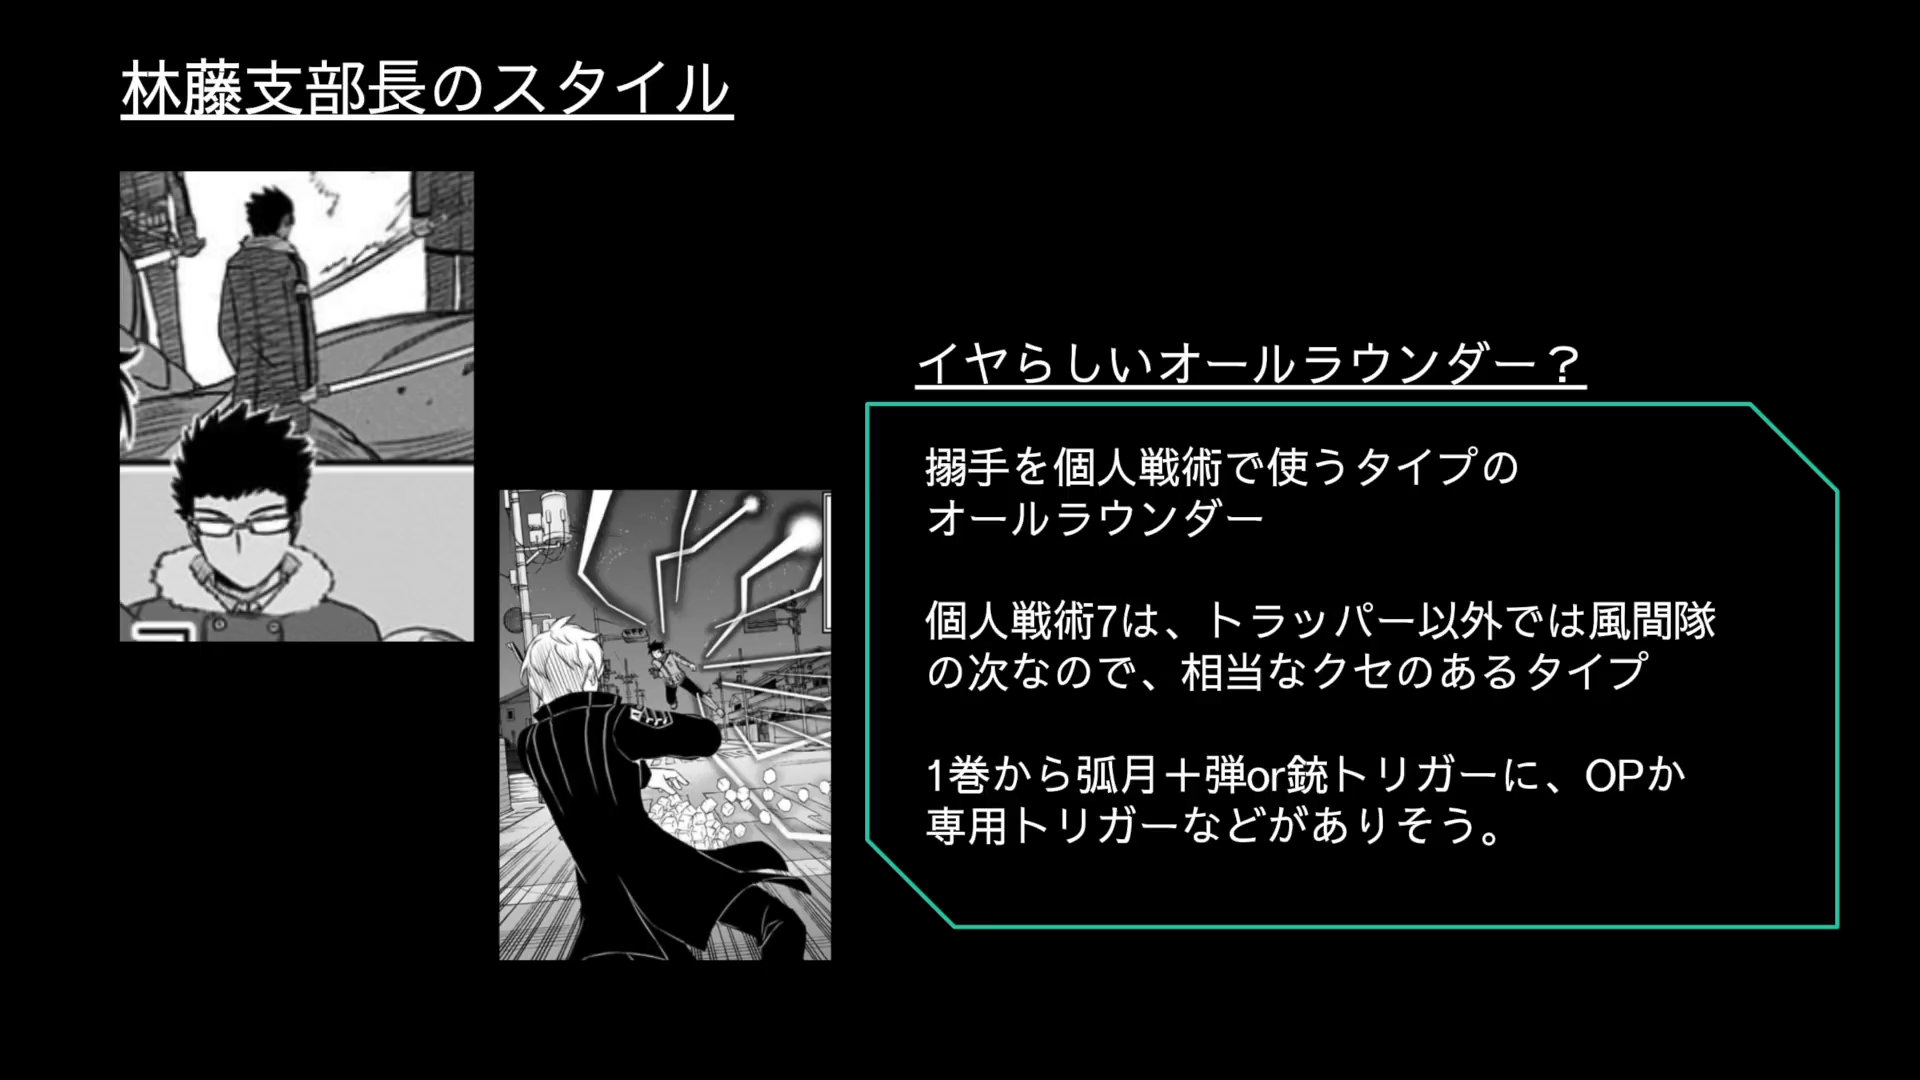 林藤支部長のスタイル
イヤらしいオールラウンダー？
搦手を個人戦術で使うタイプの
オールラウンダー
個人戦術7は、トラッパー以外では風間隊
の次なので、相当なクセのあるタイプ
1巻から弧月＋弾or銃トリガーに、OPか
専用トリガーなどがありそう。